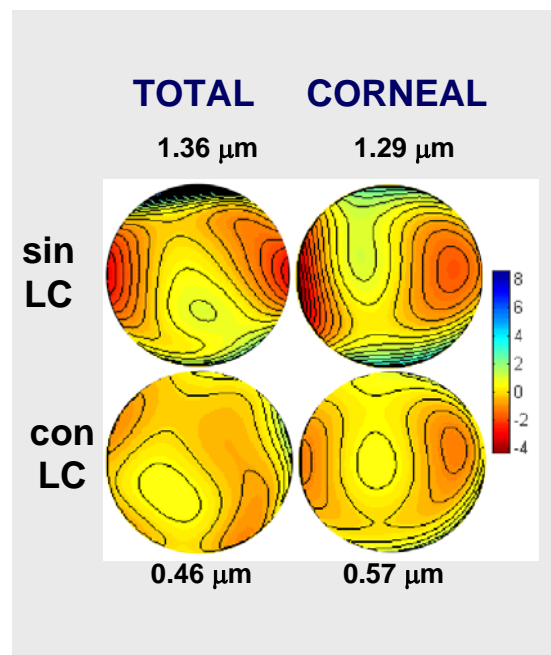 TOTAL CORNEAL
1.36 μm 1.29 μm
sin
LC
8
6
4
2
0
-2
-4
con
LC
0.46 μm 0.57 μm